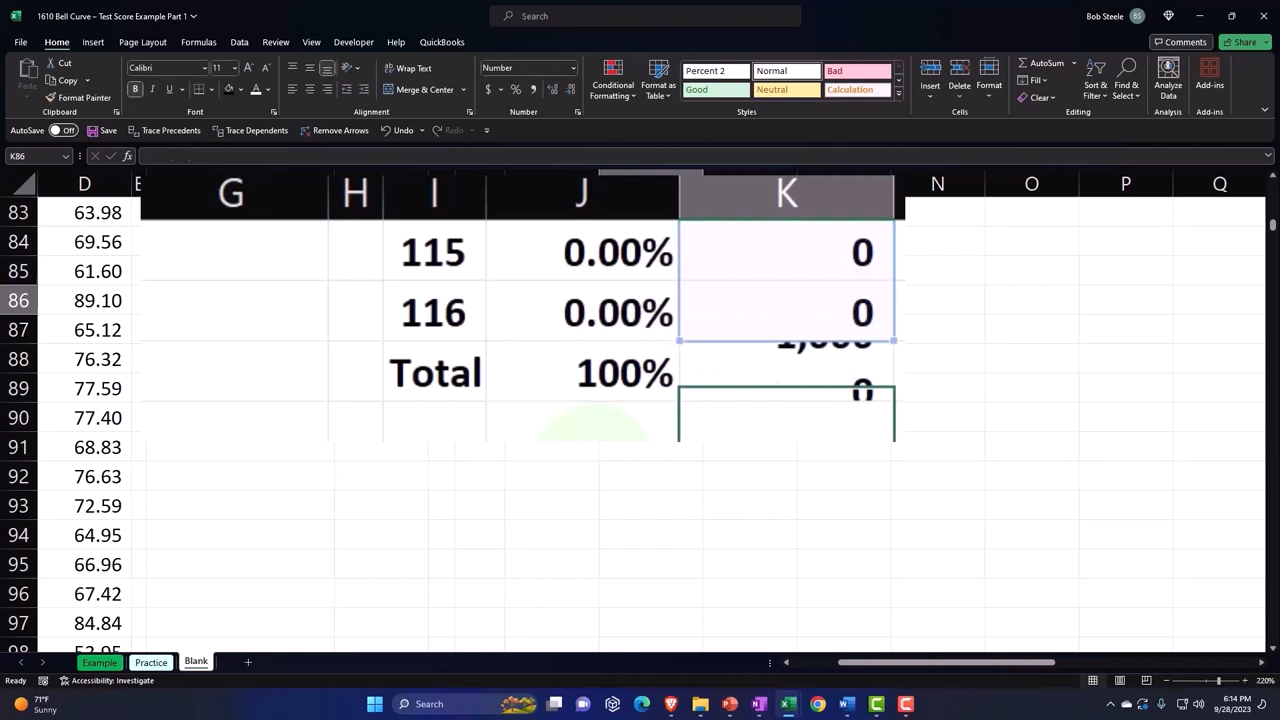 1610 Bell Curve – Test Score Example Part 1
Search
Bob Steele
BS
File Home Insert Page Layout Formulas Data Review View Developer Help QuickBooks
Comments
Share
Paste
Cut
Copy
Format Painter
Clipboard
Calibri
11
B I U
Font
Wrap Text
Merge & Center
Alignment
Number
$ % ,
Number
Conditional Formatting
Format as Table
Percent 2 Normal Bad
Good Neutral Calculation
Styles
Insert Delete Format
Cells
AutoSum
Fill
Clear
Sort & Filter
Find & Select
Editing
Analyze Data
Analysis
Add-ins
Add-ins
AutoSave Off Save Trace Precedents Trace Dependents Remove Arrows Undo Redo
K86
fx
D G H I J K N O P Q
83 63.98
84 69.56
85 61.60
86 89.10
87 65.12
88 76.32
89 77.59
90 77.40
91 68.83
92 76.63
93 72.59
94 64.95
95 66.96
96 67.42
97 84.84
98 53.95
115 0.00% 0
116 0.00% 0
1,000
Total 100%
0
Example Practice Blank
Ready Accessibility: Investigate
220%
71°F
Sunny
Search
6:14 PM
9/28/2023